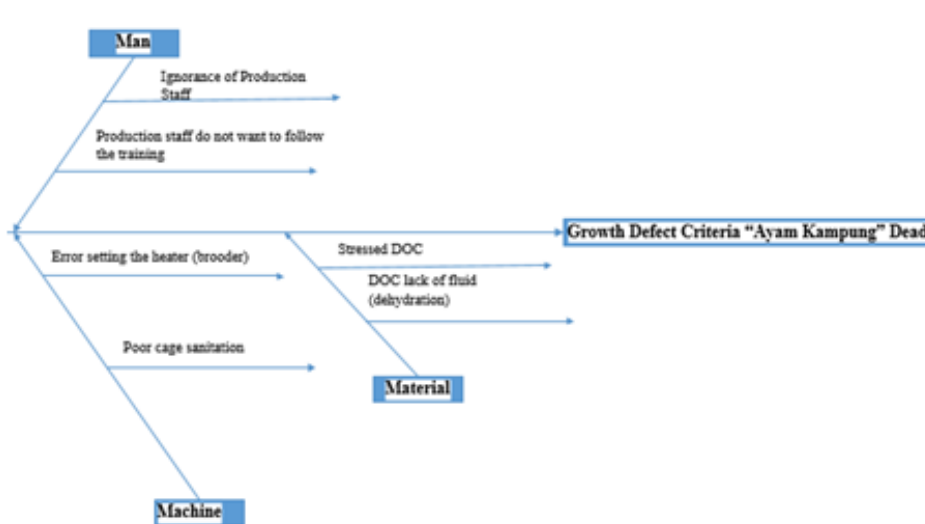 Man
Ignorance of Production
Staff
Production staff do not want to follow
the training
Growth Defect Criteria “Ayam Kampung” Dead
Error setting the heater (brooder)
Stressed DOC
DOC lack of fluid
(dehydration)
Poor cage sanitation
Material
Machine